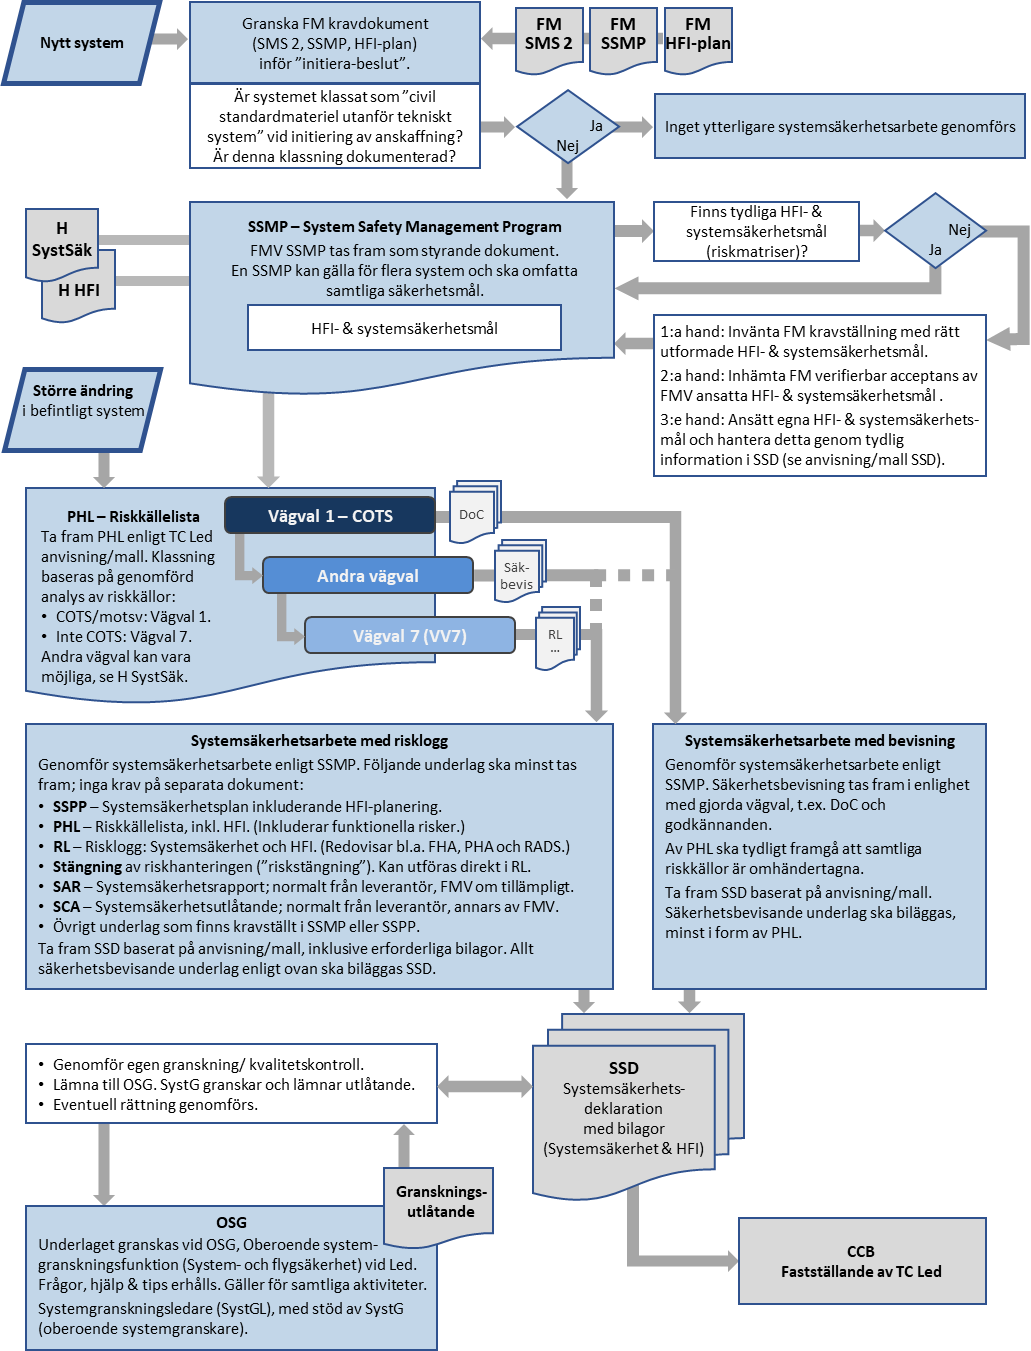 Nytt system
Granska FM kravdokument
(SMS 2, SSMP, HFI-plan)
inför ”initiera-beslut”.
FM
SMS 2
FM
SSMP
FM
HFI-plan
Är systemet klassat som ”civil
standardmateriel utanför tekniskt
system” vid initiering av anskaffning?
Är denna klassning dokumenterad?
Ja
Nej
Inget ytterligare systemsäkerhetsarbete genomförs
H
SystSäk
H HFI
SSMP – System Safety Management Program
FMV SSMP tas fram som styrande dokument.
En SSMP kan gälla för flera system och ska omfatta
samtliga säkerhetsmål.
HFI- & systemsäkerhetsmål
Finns tydliga HFI- &
systemsäkerhetsmål
(riskmatriser)?
Nej
Ja
1:a hand: Invänta FM kravställning med rätt
utformade HFI- & systemsäkerhetsmål.
2:a hand: Inhämta FM verifierbar acceptans av
FMV ansatta HFI- & systemsäkerhetsmål .
3:e hand: Ansätt egna HFI- & systemsäkerhets-
mål och hantera detta genom tydlig
information i SSD (se anvisning/mall SSD).
Större ändring
i befintligt system
PHL – Riskkällelista
Ta fram PHL enligt TC Led
anvisning/mall. Klassning
baseras på genomförd
analys av riskkällor:
• COTS/motsv: Vägval 1.
• Inte COTS: Vägval 7.
Andra vägval kan vara
möjliga, se H SystSäk.
Vägval 1 – COTS
DoC
Andra vägval
Säk-
bevis
Vägval 7 (VV7)
RL
...
Systemsäkerhetsarbete med risklogg
Genomför systemsäkerhetsarbete enligt SSMP. Följande underlag ska minst tas
fram; inga krav på separata dokument:
• SSPP – Systemsäkerhetsplan inkluderande HFI-planering.
• PHL – Riskkällelista, inkl. HFI. (Inkluderar funktionella risker.)
• RL – Risklogg: Systemsäkerhet och HFI. (Redovisar bl.a. FHA, PHA och RADS.)
• Stängning av riskhanteringen (”riskstängning”). Kan utföras direkt i RL.
• SAR – Systemsäkerhetsrapport; normalt från leverantör, FMV om tillämpligt.
• SCA – Systemsäkerhetsutlåtande; normalt från leverantör, annars av FMV.
• Övrigt underlag som finns kravställt i SSMP eller SSPP.
Ta fram SSD baserat på anvisning/mall, inklusive erforderliga bilagor. Allt
säkerhetsbevisande underlag enligt ovan ska biläggas SSD.
Systemsäkerhetsarbete med bevisning
Genomför systemsäkerhetsarbete enligt
SSMP. Säkerhetsbevisning tas fram i enlighet
med gjorda vägval, t.ex. DoC och
godkännanden.
Av PHL ska tydligt framgå att samtliga
riskkällor är omhändertagna.
Ta fram SSD baserat på anvisning/mall.
Säkerhetsbevisande underlag ska biläggas,
minst i form av PHL.
• Genomför egen granskning/ kvalitetskontroll.
• Lämna till OSG. SystG granskar och lämnar utlåtande.
• Eventuell rättning genomförs.
SSD
Systemsäkerhets-
deklaration
med bilagor
(Systemsäkerhet & HFI)
Gransknings-
utlåtande
OSG
Underlaget granskas vid OSG, Oberoende system-
granskningsfunktion (System- och flygsäkerhet) vid Led.
Frågor, hjälp & tips erhålls. Gäller för samtliga aktiviteter.
Systemgranskningsledare (SystGL), med stöd av SystG
(oberoende systemgranskare).
CCB
Fastställande av TC Led